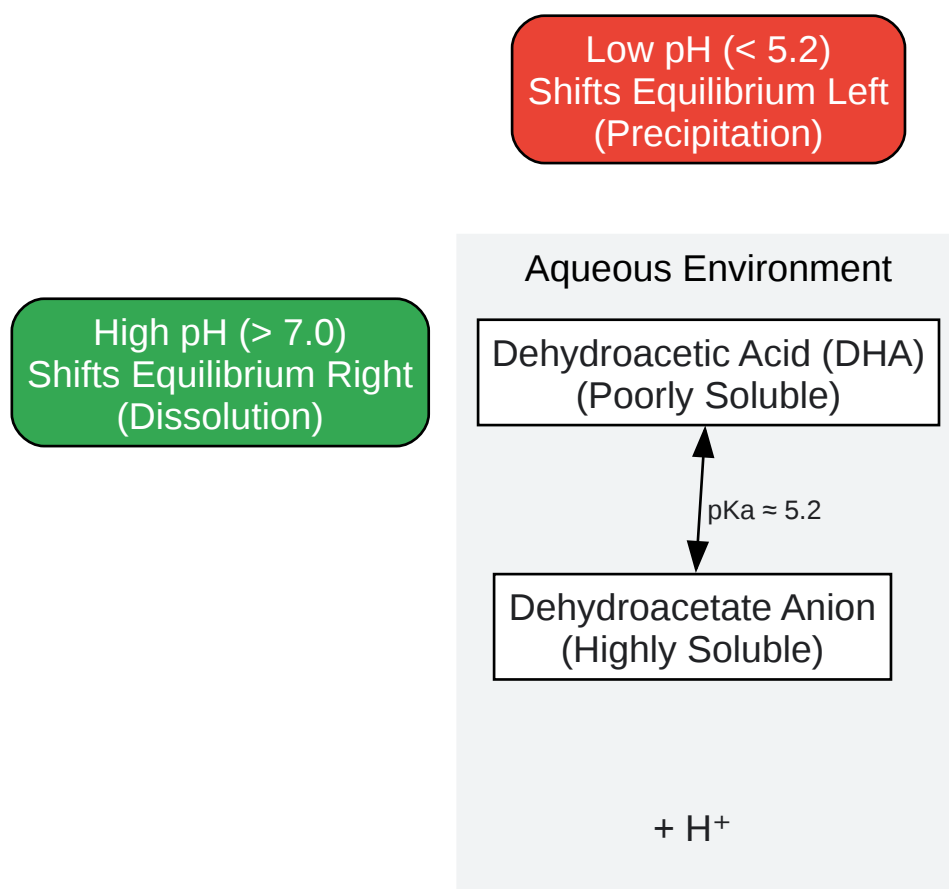 Low pH (< 5.2)
Shifts Equilibrium Left
(Precipitation)
Aqueous Environment
High pH (> 7.0)
Shifts Equilibrium Right
(Dissolution)
Dehydroacetic Acid (DHA)
(Poorly Soluble)
pKa ≈ 5.2
Dehydroacetate Anion
(Highly Soluble)
+ H⁺